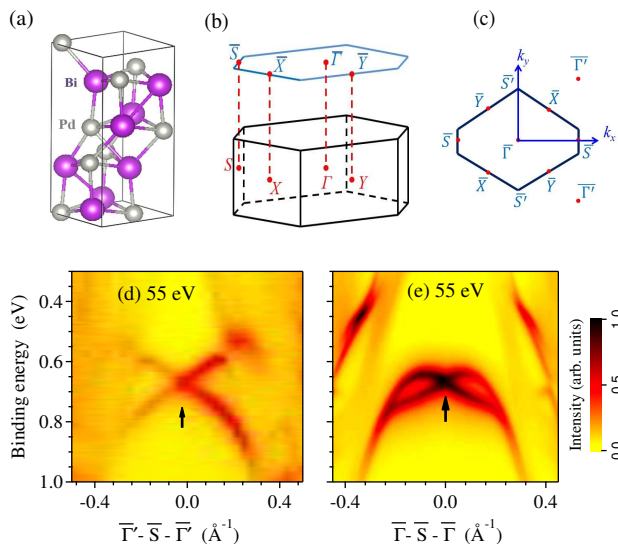 (a)
Bi
Pd
(b)
S̅ X̅ Γ̅ Y̅
S X Γ Y
(c)
k_y
Γ̅'
S̅'
Y̅ X̅
k_x
S̅ Γ̅ S̅
X̅ Y̅
S̅' Γ̅'
Binding energy (eV)
0.4
0.6
0.8
1.0
(d) 55 eV
-0.4 0.0 0.4
Γ̅'- S̅ - Γ̅' (Å⁻¹)
(e) 55 eV
-0.4 0.0 0.4
Γ̅ - S̅ - Γ̅ (Å⁻¹)
Intensity (arb. units)
1.0
0.5
0.0